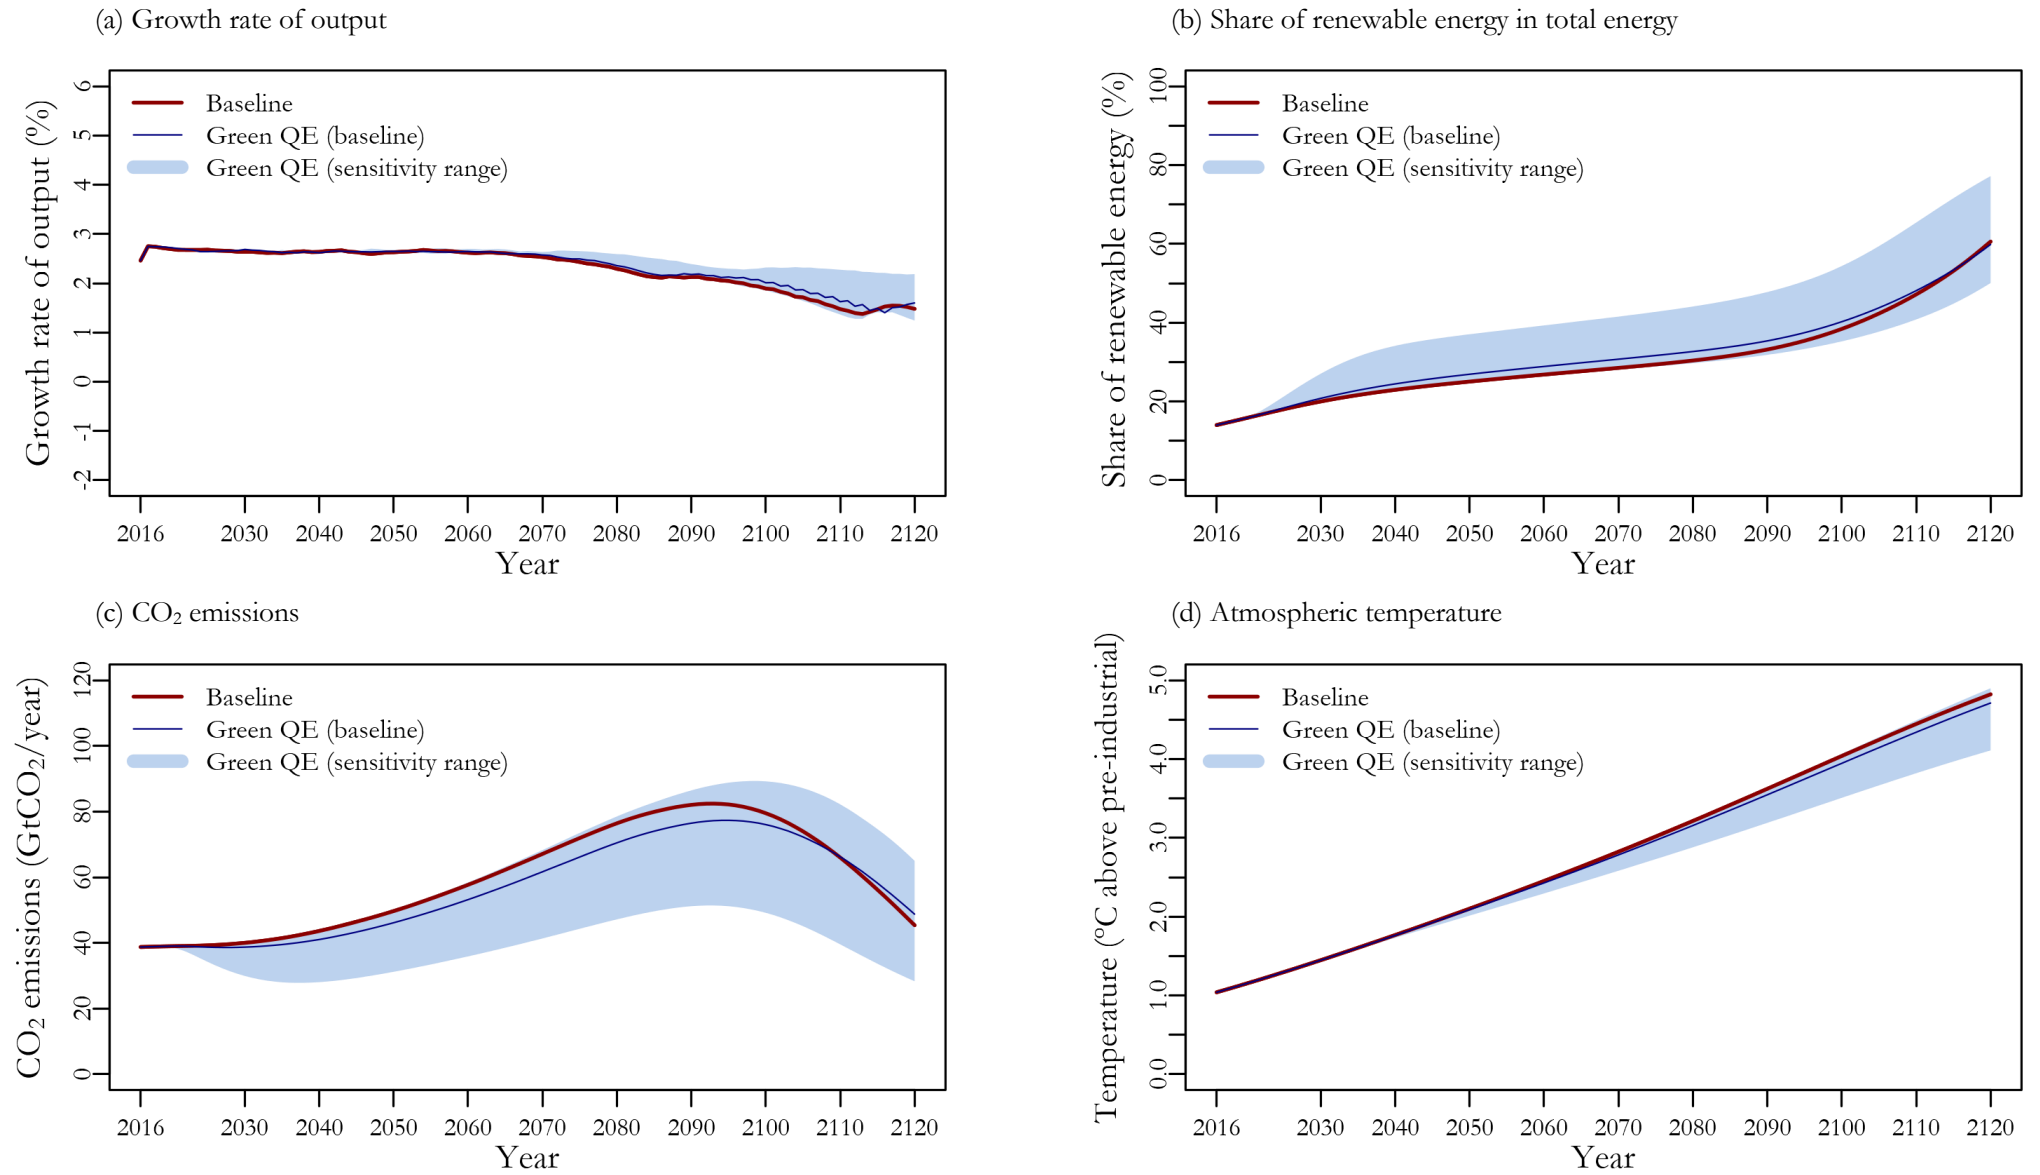 (a) Growth rate of output
Growth rate of output (%)
6
5
4
3
2
1
0
-1
-2
Baseline
Green QE (baseline)
Green QE (sensitivity range)
2016 2030 2040 2050 2060 2070 2080 2090 2100 2110 2120
Year
(b) Share of renewable energy in total energy
Share of renewable energy (%)
100
80
60
40
20
0
Baseline
Green QE (baseline)
Green QE (sensitivity range)
2016 2030 2040 2050 2060 2070 2080 2090 2100 2110 2120
Year
(c) CO₂ emissions
CO₂ emissions (GtCO₂/year)
120
100
80
60
40
20
0
Baseline
Green QE (baseline)
Green QE (sensitivity range)
2016 2030 2040 2050 2060 2070 2080 2090 2100 2110 2120
Year
(d) Atmospheric temperature
Temperature (°C above pre-industrial)
5.0
4.0
3.0
2.0
1.0
0.0
Baseline
Green QE (baseline)
Green QE (sensitivity range)
2016 2030 2040 2050 2060 2070 2080 2090 2100 2110 2120
Year